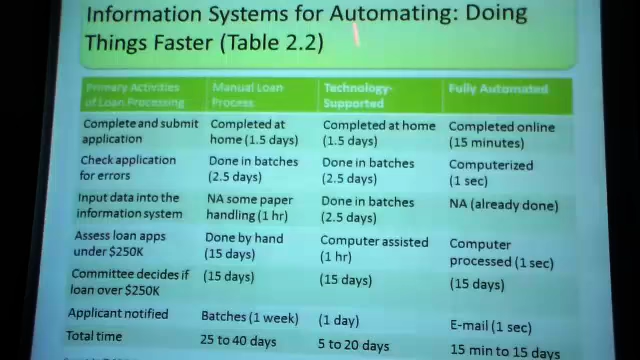 Information Systems for Automating: Doing
Things Faster (Table 2.2)
Primary Activities of Loan Processing | Manual Loan Process | Technology-Supported | Fully Automated
Complete and submit application | Completed at home (1.5 days) | Completed at home (1.5 days) | Completed online (15 minutes)
Check application for errors | Done in batches (2.5 days) | Done in batches (2.5 days) | Computerized (1 sec)
Input data into the information system | NA some paper handling (1 hr) | Done in batches (2.5 days) | NA (already done)
Assess loan apps under $250K | Done by hand (15 days) | Computer assisted (1 hr) | Computer processed (1 sec)
Committee decides if loan over $250K | (15 days) | (15 days) | (15 days)
Applicant notified | Batches (1 week) | (1 day) | E-mail (1 sec)
Total time | 25 to 40 days | 5 to 20 days | 15 min to 15 days